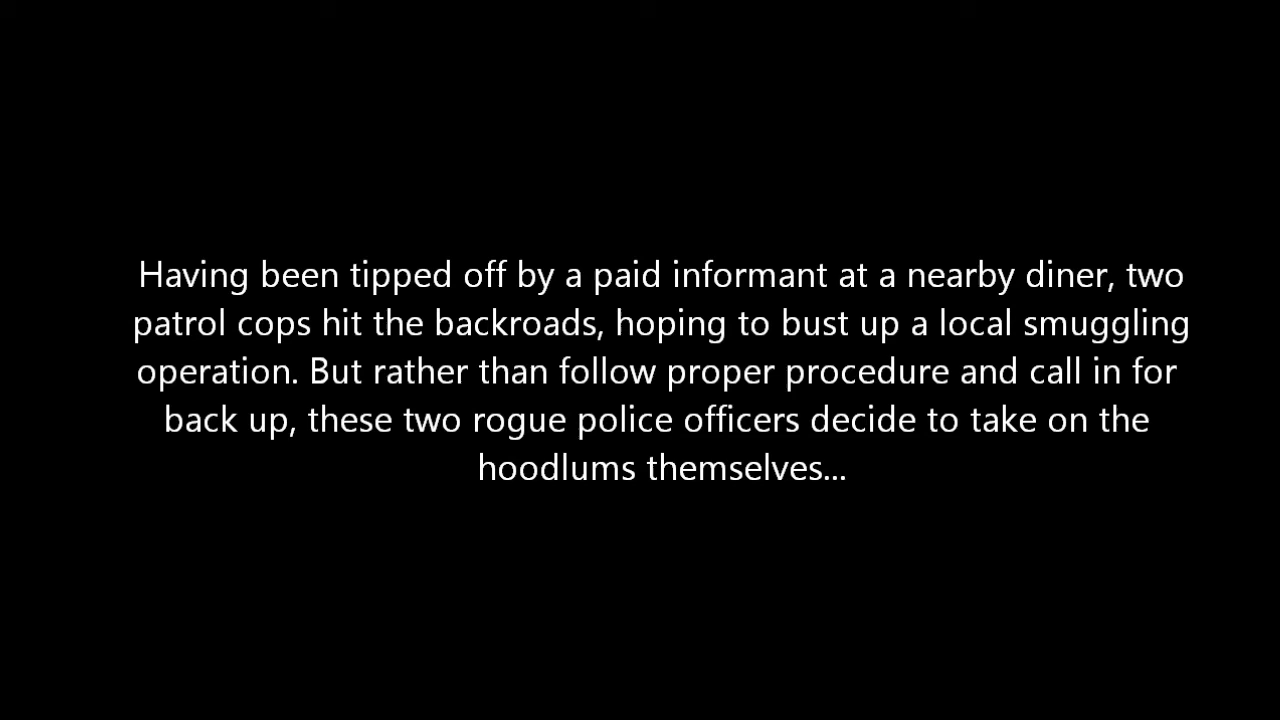 Having been tipped off by a paid informant at a nearby diner, two
patrol cops hit the backroads, hoping to bust up a local smuggling
operation. But rather than follow proper procedure and call in for
back up, these two rogue police officers decide to take on the
hoodlums themselves...